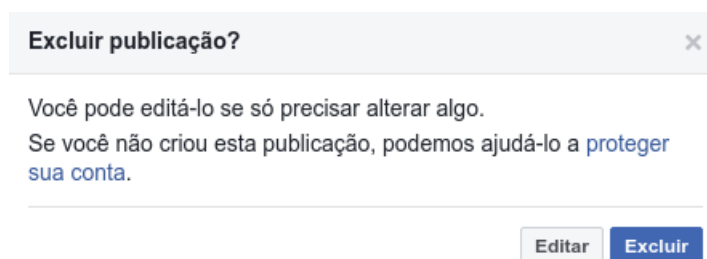 Excluir publicação?
Você pode editá-lo se só precisar alterar algo.
Se você não criou esta publicação, podemos ajudá-lo a proteger
sua conta.
Editar Excluir